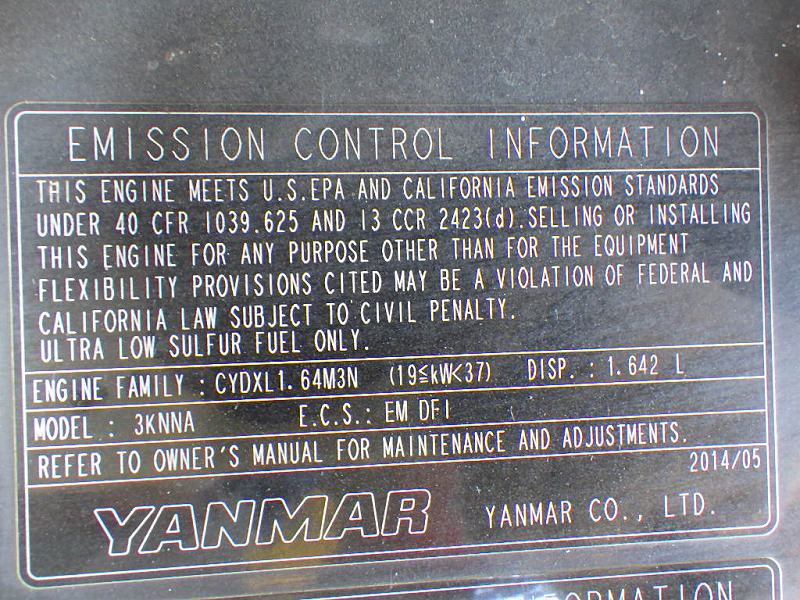 EMISSION CONTROL INFORMATION
THIS ENGINE MEETS U.S.EPA AND CALIFORNIA EMISSION STANDARDS
UNDER 40 CFR 1039.625 AND 13 CCR 2423(d).SELLING OR INSTALLING
THIS ENGINE FOR ANY PURPOSE OTHER THAN FOR THE EQUIPMENT
FLEXIBILITY PROVISIONS CITED MAY BE A VIOLATION OF FEDERAL AND
CALIFORNIA LAW SUBJECT TO CIVIL PENALTY.
ULTRA LOW SULFUR FUEL ONLY.
ENGINE FAMILY : CYDXL1.64M3N (19≦kW<37) DISP. : 1.642 L
MODEL : 3KNNA E.C.S.: EM DFI
REFER TO OWNER'S MANUAL FOR MAINTENANCE AND ADJUSTMENTS.
2014/05
YANMAR YANMAR CO., LTD.
INFORMATION